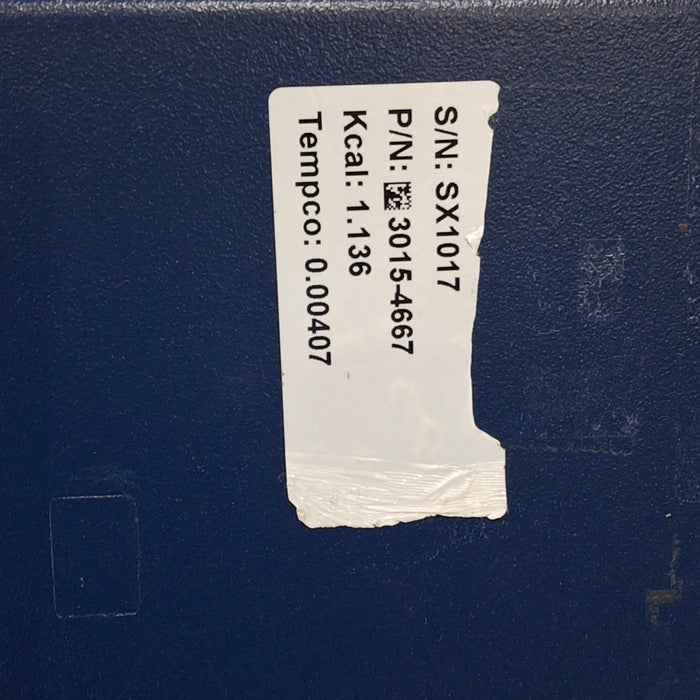 S/N: SX1017
P/N: 3015-4667
Kcal: 1.136
Tempco: 0.00407